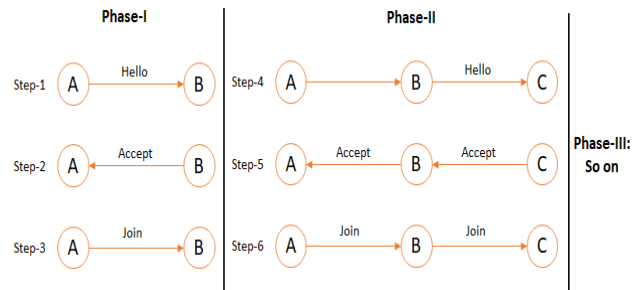 Phase-I
Hello
Step-1 A B
Accept
Step-2 A B
Join
Step-3 A B
Phase-II
Hello
Step-4 A B C
Accept Accept
Step-5 A B C
Join Join
Step-6 A B C
Phase-III:
So on